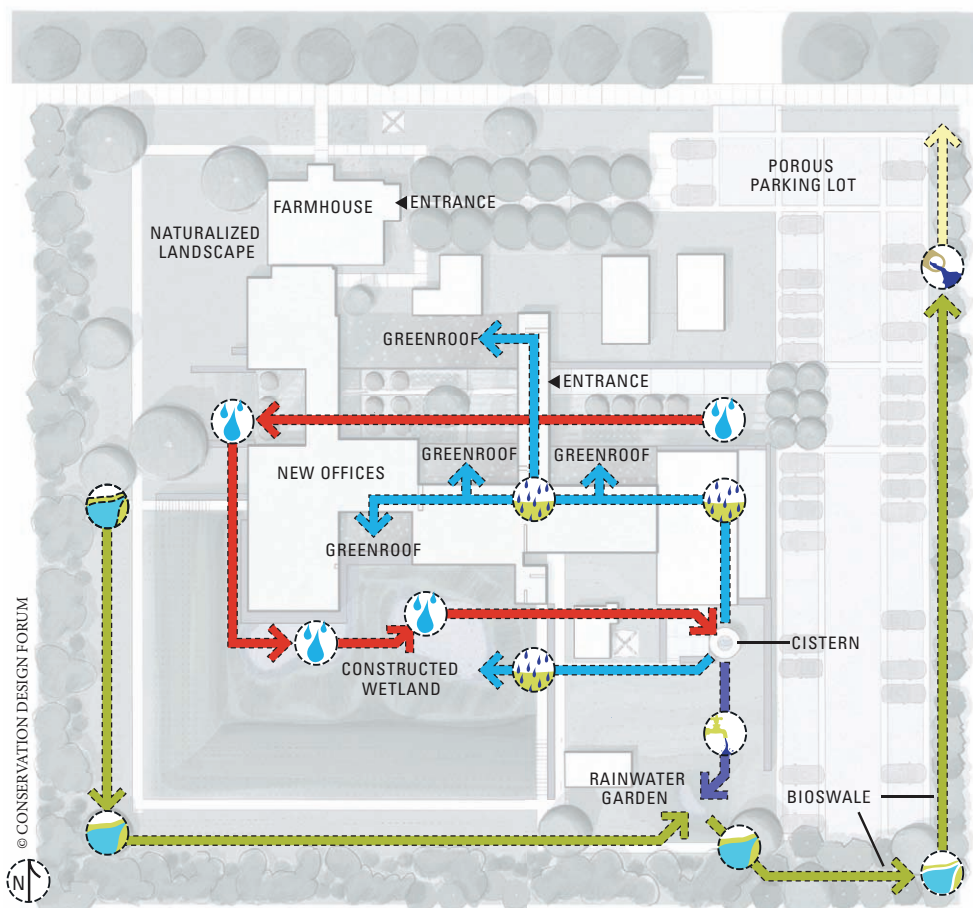 POROUS
PARKING LOT
FARMHOUSE
ENTRANCE
NATURALIZED
LANDSCAPE
GREENROOF
ENTRANCE
GREENROOF
GREENROOF
NEW OFFICES
GREENROOF
CISTERN
CONSTRUCTED
WETLAND
RAINWATER
GARDEN
BIOSWALE
© CONSERVATION DESIGN FORUM
N